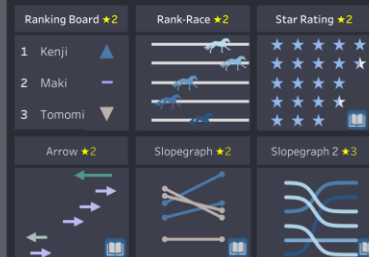 Ranking Board ★2
Rank-Race ★2
Star Rating ★2
1 Kenji
2 Maki
3 Tomomi
Arrow ★2
Slopegraph ★2
Slopegraph 2 ★3